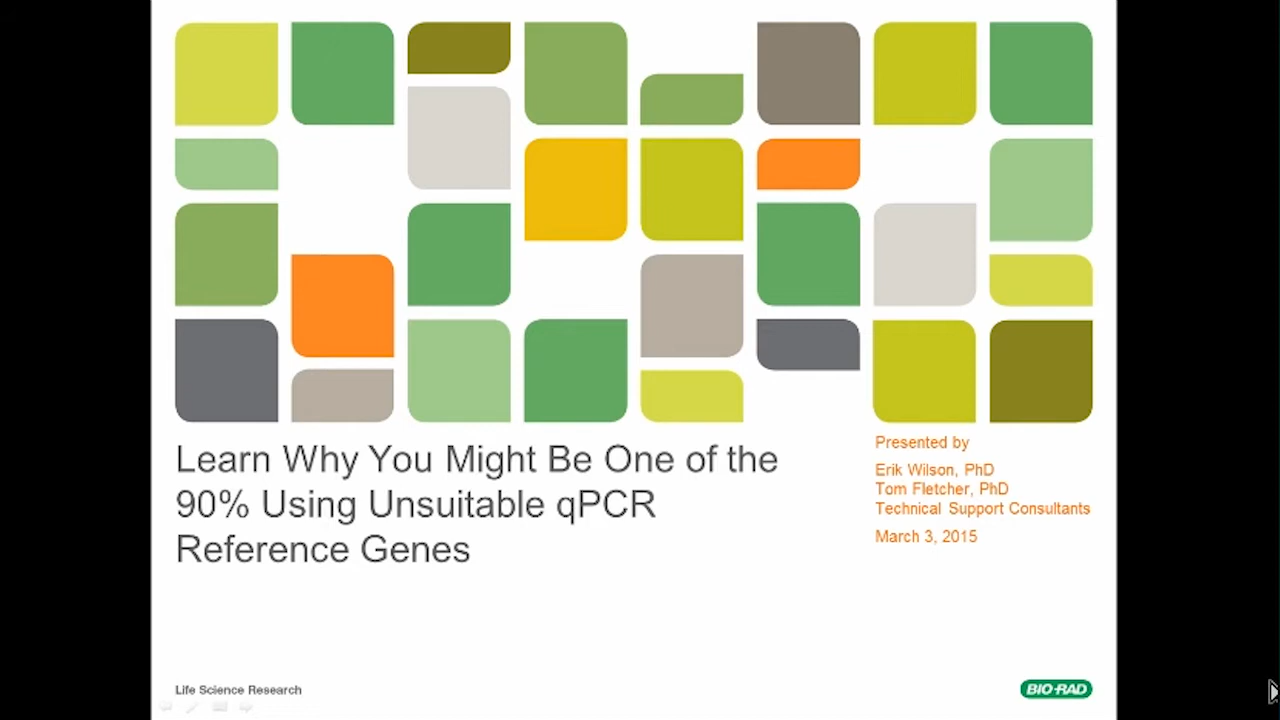 Learn Why You Might Be One of the
90% Using Unsuitable qPCR
Reference Genes
Presented by
Erik Wilson, PhD
Tom Fletcher, PhD
Technical Support Consultants
March 3, 2015
Life Science Research
BIO-RAD